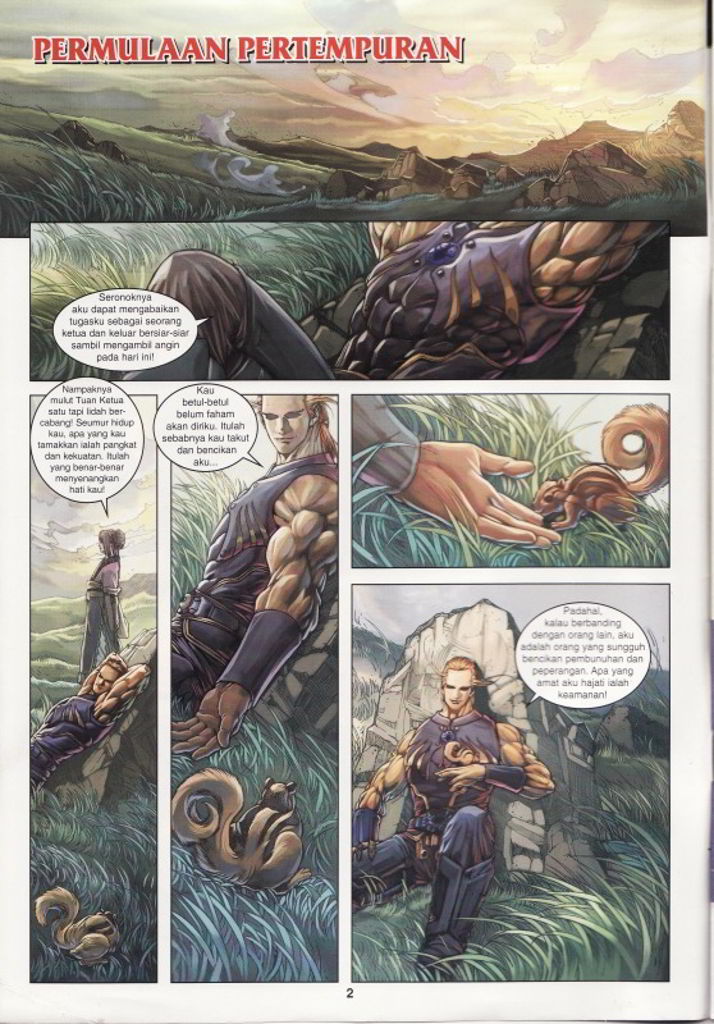 PERMULAAN PERTEMPURAN
Seronoknya
aku dapat mengabaikan
tugasku sebagai seorang
ketua dan keluar bersiar-siar
sambil mengambil angin
pada hari ini!
Nampaknya
mulut Tuan Ketua
satu tapi lidah ber-
cabang! Seumur hidup
kau, apa yang kau
tamakkan ialah pangkat
dan kekuatan. Itulah
yang benar-benar
menyenangkan
hati kau!
Kau
betul-betul
belum faham
akan diriku. Itulah
sebabnya kau takut
dan bencikan
aku...
Padahal,
kalau berbanding
dengan orang lain, aku
adalah orang yang sungguh
bencikan pembunuhan dan
peperangan. Apa yang
amat aku hajati ialah
keamanan!
2